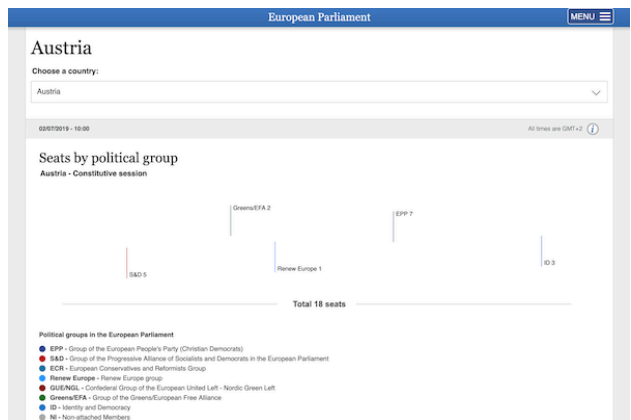 European Parliament
MENU
Austria
Choose a country:
Austria
02/07/2019 - 10:00
All times are GMT+2
Seats by political group
Austria - Constitutive session
Greens/EFA 2
EPP 7
S&D 5
Renew Europe 1
ID 3
Total 18 seats
Political groups in the European Parliament
EPP - Group of the European People's Party (Christian Democrats)
S&D - Group of the Progressive Alliance of Socialists and Democrats in the European Parliament
ECR - European Conservatives and Reformists Group
Renew Europe - Renew Europe group
GUE/NGL - Confederal Group of the European United Left - Nordic Green Left
Greens/EFA - Group of the Greens/European Free Alliance
ID - Identity and Democracy
NI - Non-attached Members